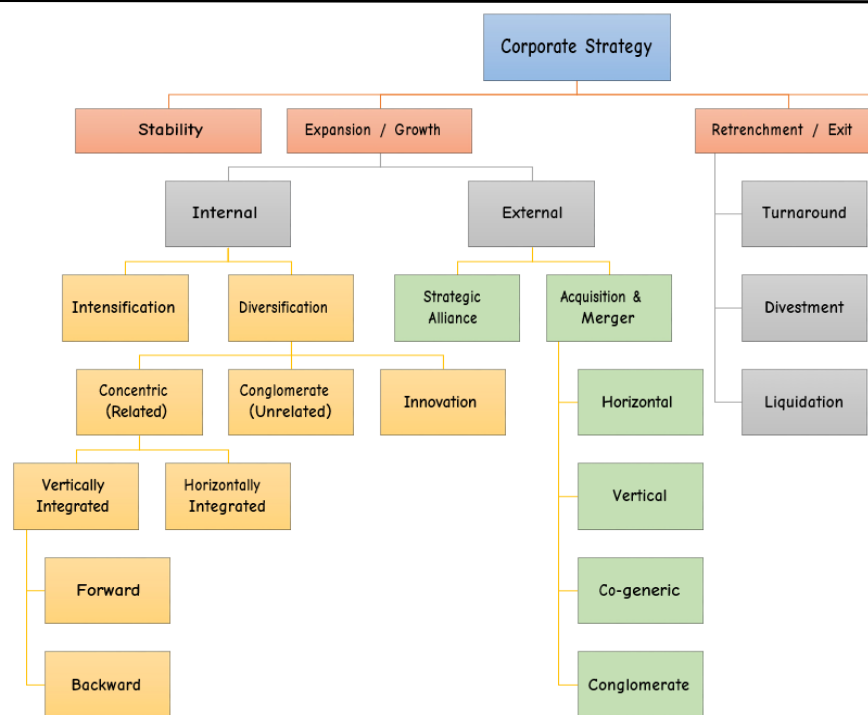 Corporate Strategy
Stability
Expansion / Growth
Retrenchment / Exit
Internal
External
Turnaround
Intensification
Diversification
Strategic
Alliance
Acquisition &
Merger
Divestment
Concentric
(Related)
Conglomerate
(Unrelated)
Innovation
Horizontal
Liquidation
Vertically
Integrated
Horizontally
Integrated
Vertical
Forward
Co-generic
Backward
Conglomerate